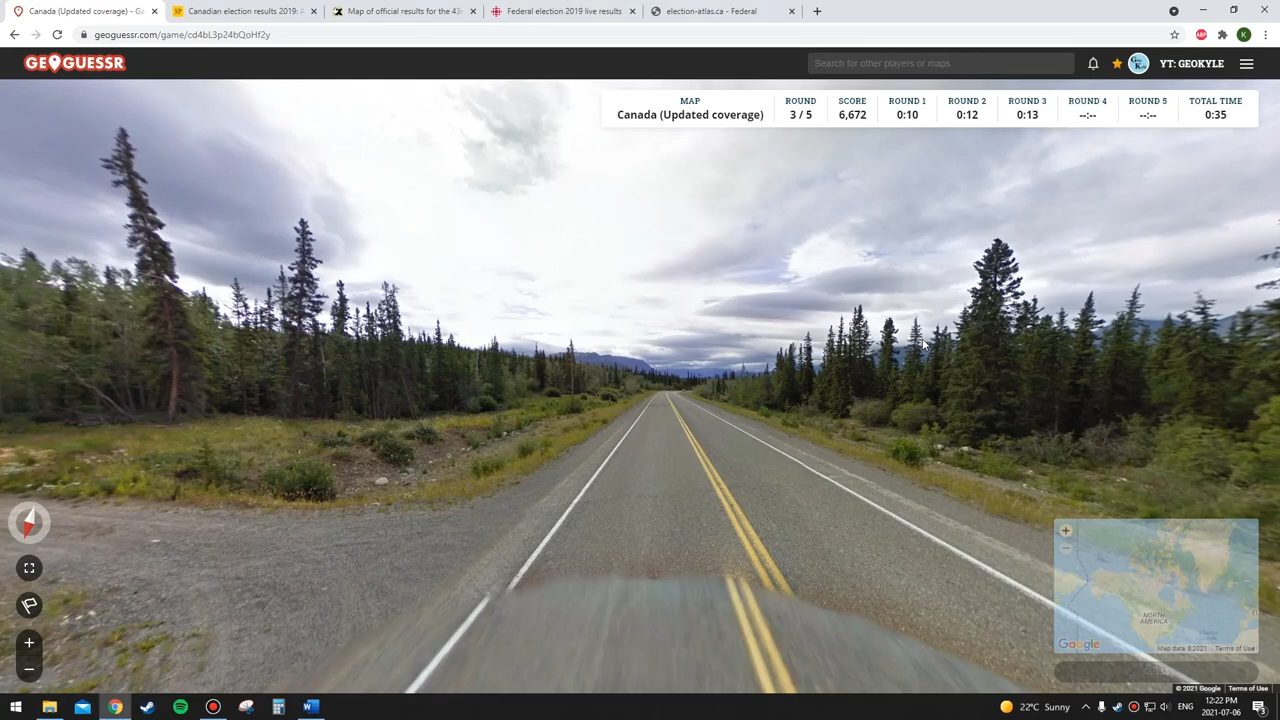 Canada (Updated coverage) - Ga
Canadian election results 2019: A
Map of official results for the 43
Federal election 2019 live results
election-atlas.ca - Federal
geoguessr.com/game/cd4bL3p24bQoHf2y
ABP
K
GEOGUESSR
Search for other players or maps
YT: GEOKYLE
MAP ROUND SCORE ROUND 1 ROUND 2 ROUND 3 ROUND 4 ROUND 5 TOTAL TIME
Canada (Updated coverage) 3 / 5 6,672 0:10 0:12 0:13 --:-- --:-- 0:35
NORTH
AMERICA
Google
Map data ©2021 Terms of Use
© 2021 Google Terms of Use
22°C Sunny
ENG
12:22 PM
2021-07-06